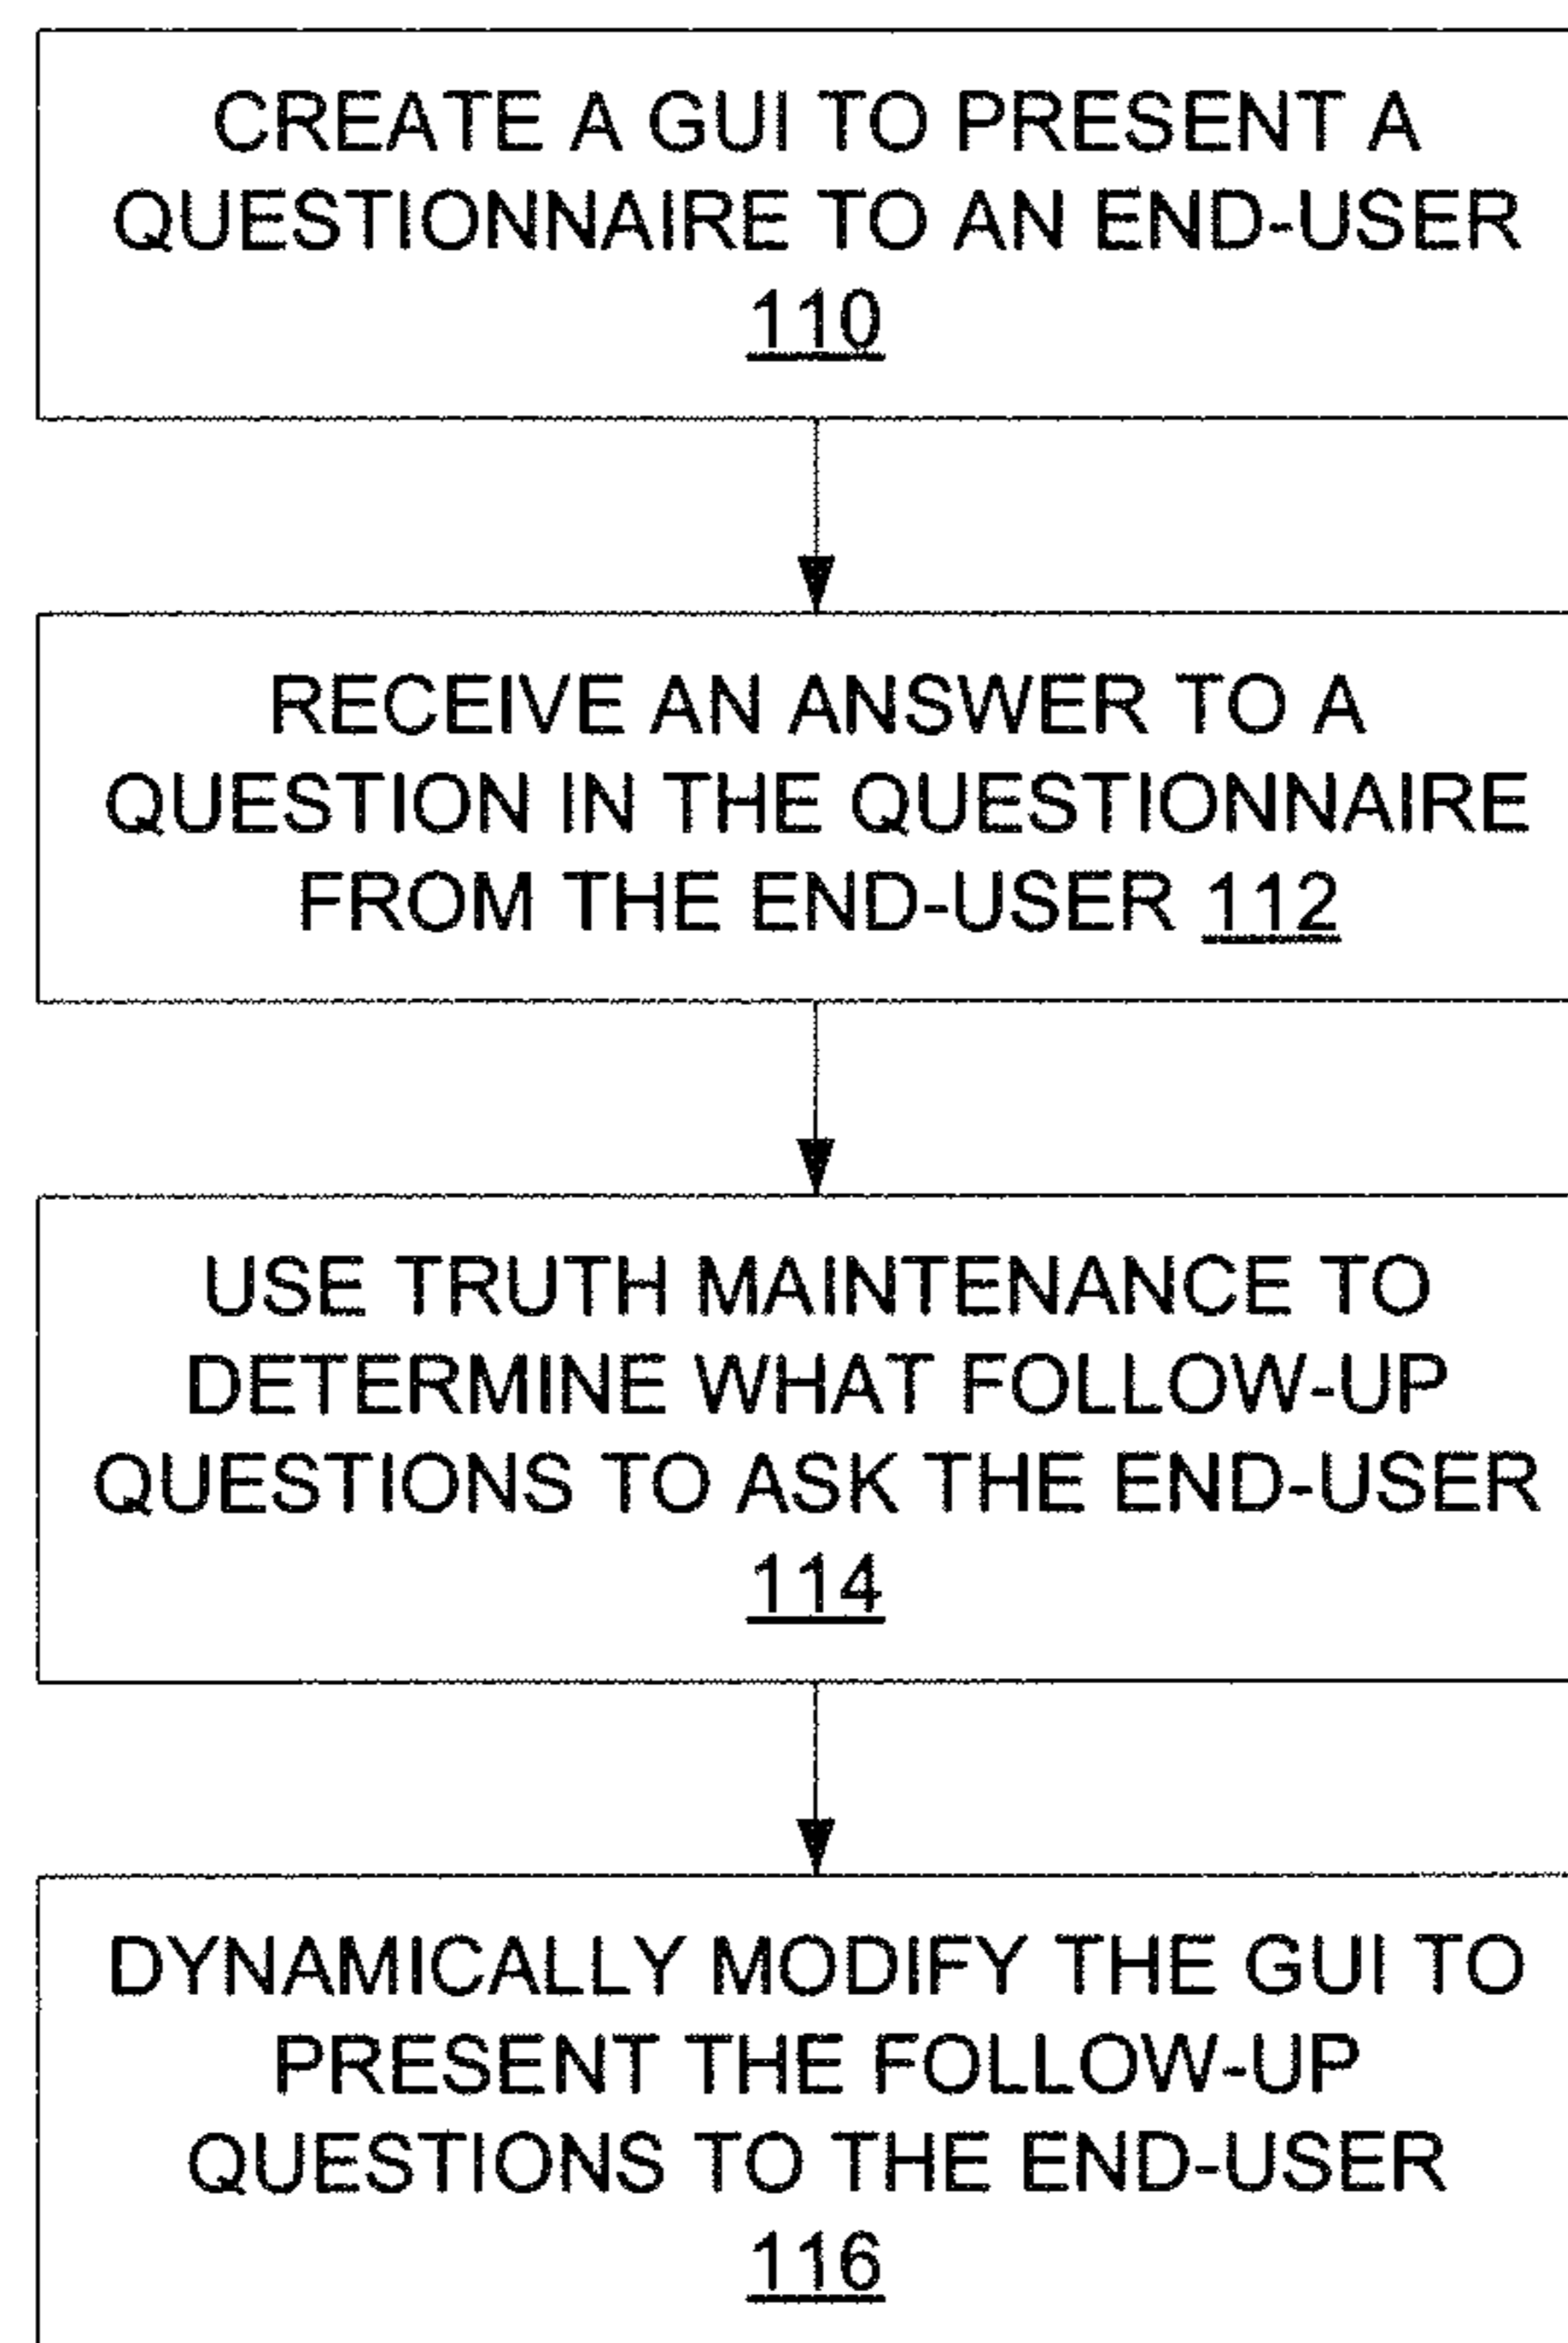 CREATE A GUI TO PRESENT A
QUESTIONNAIRE TO AN END-USER
110
RECEIVE AN ANSWER TO A
QUESTION IN THE QUESTIONNAIRE
FROM THE END-USER 112
USE TRUTH MAINTENANCE TO
DETERMINE WHAT FOLLOW-UP
QUESTIONS TO ASK THE END-USER
114
DYNAMICALLY MODIFY THE GUI TO
PRESENT THE FOLLOW-UP
QUESTIONS TO THE END-USER
116